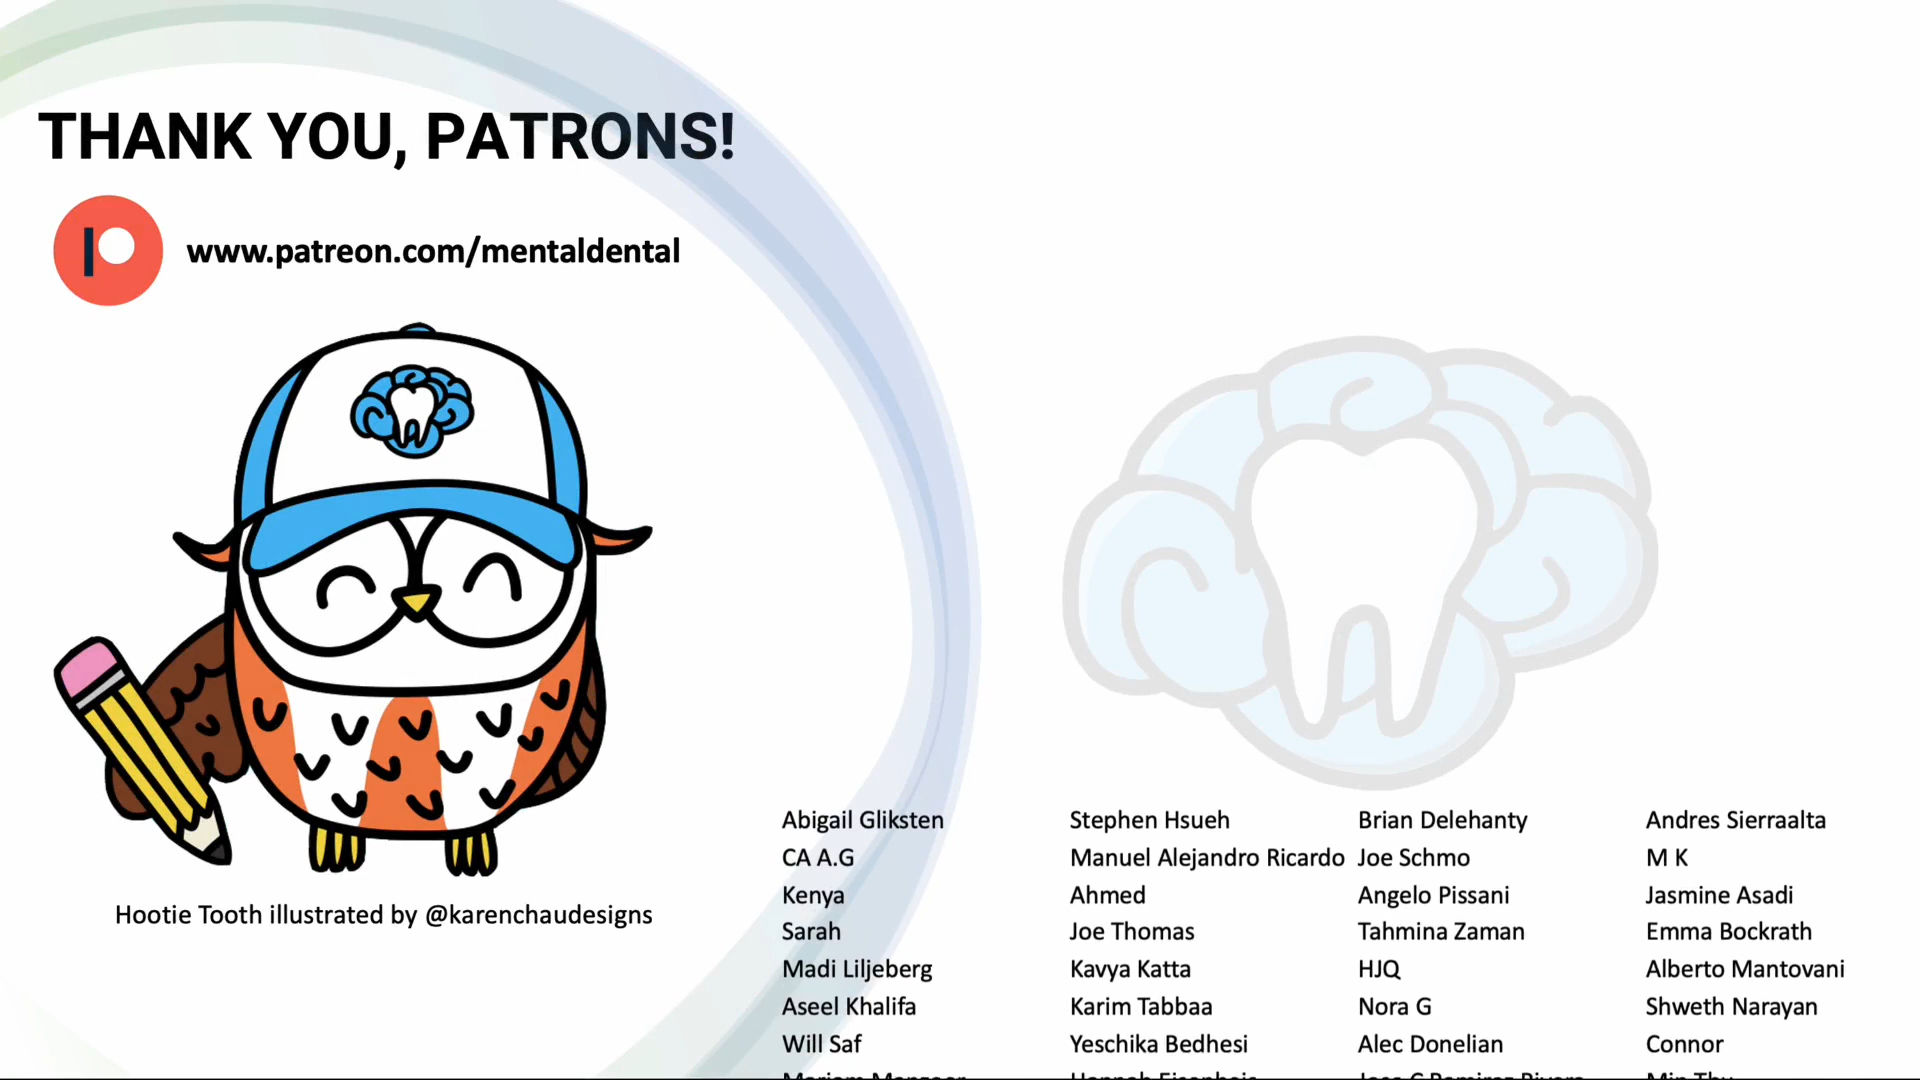 THANK YOU, PATRONS!
www.patreon.com/mentaldental
Hootie Tooth illustrated by @karenchaudesigns
Abigail Gliksten Stephen Hsueh Brian Delehanty Andres Sierraalta
CA A.G Manuel Alejandro Ricardo Joe Schmo M K
Kenya Ahmed Angelo Pissani Jasmine Asadi
Sarah Joe Thomas Tahmina Zaman Emma Bockrath
Madi Liljeberg Kavya Katta HJQ Alberto Mantovani
Aseel Khalifa Karim Tabbaa Nora G Shweth Narayan
Will Saf Yeschika Bedhesi Alec Donelian Connor